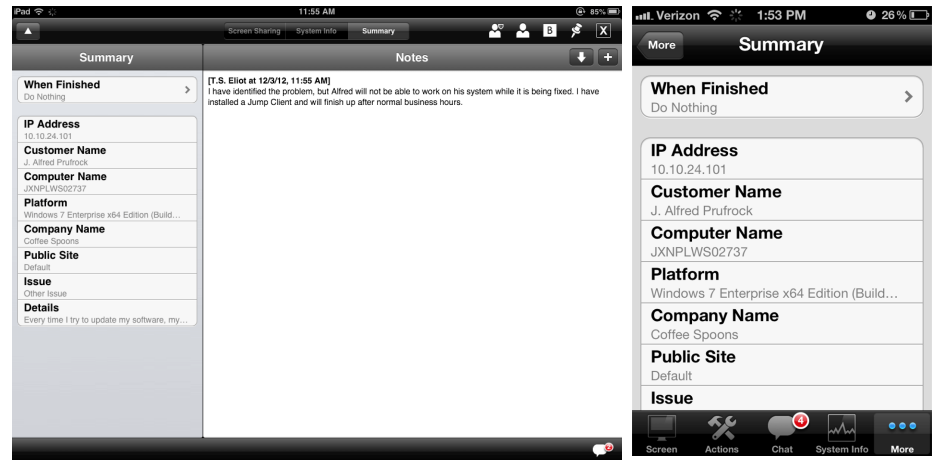 iPad 11:55 AM 85%
Screen Sharing System Info Summary
B X
Summary
Notes
When Finished
Do Nothing
IP Address
10.10.24.101
Customer Name
J. Alfred Prufrock
Computer Name
JXNPLWS02737
Platform
Windows 7 Enterprise x64 Edition (Build…
Company Name
Coffee Spoons
Public Site
Default
Issue
Other Issue
Details
Every time I try to update my software, my…
[T.S. Eliot at 12/3/12, 11:55 AM]
I have identified the problem, but Alfred will not be able to work on his system while it is being fixed. I have
installed a Jump Client and will finish up after normal business hours.
Verizon 1:53 PM 26%
More Summary
When Finished
Do Nothing
IP Address
10.10.24.101
Customer Name
J. Alfred Prufrock
Computer Name
JXNPLWS02737
Platform
Windows 7 Enterprise x64 Edition (Build…
Company Name
Coffee Spoons
Public Site
Default
Issue
4
Screen Actions Chat System Info More